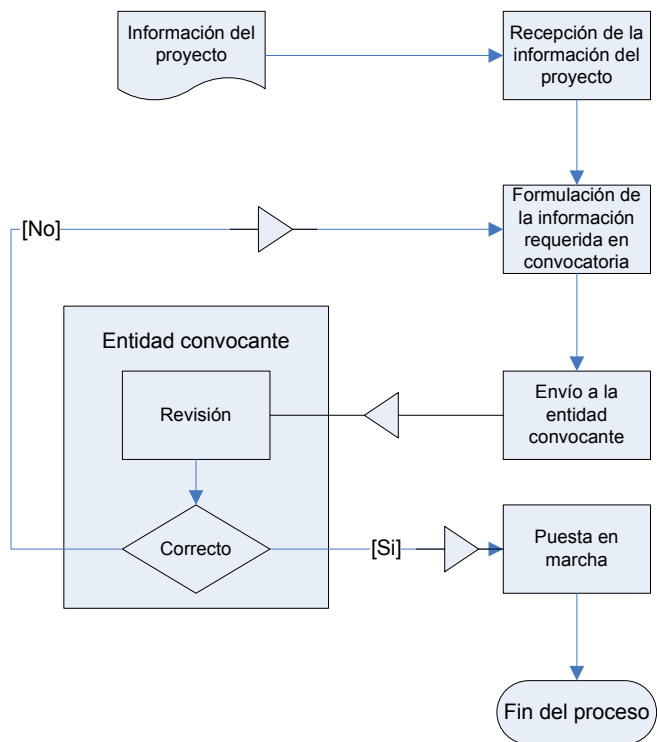 Información del
proyecto
Recepción de la
información del
proyecto
[No]
Formulación de
la información
requerida en
convocatoria
Entidad convocante
Revisión
Envío a la
entidad
convocante
Correcto
[Si]
Puesta en
marcha
Fin del proceso